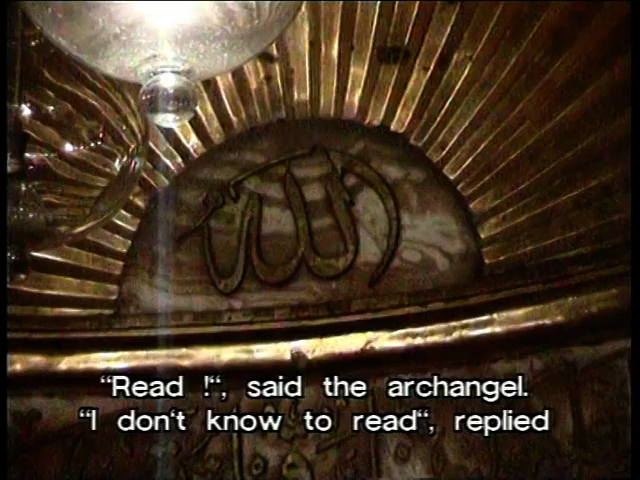 الله
“Read !“, said the archangel.
“I don‘t know to read“, replied